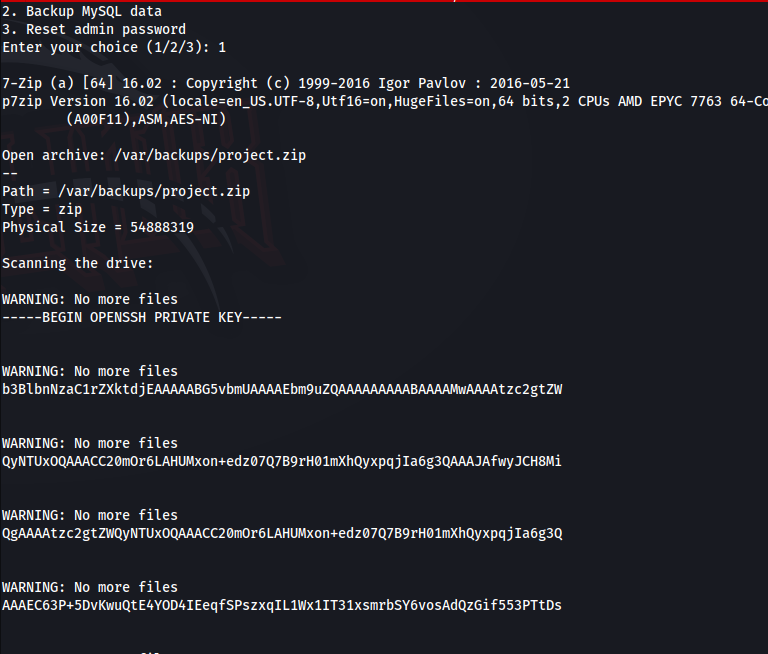 2. Backup MySQL data
3. Reset admin password
Enter your choice (1/2/3): 1
7-Zip (a) [64] 16.02 : Copyright (c) 1999-2016 Igor Pavlov : 2016-05-21
p7zip Version 16.02 (locale=en_US.UTF-8,Utf16=on,HugeFiles=on,64 bits,2 CPUs AMD EPYC 7763 64-Co
(A00F11),ASM,AES-NI)
Open archive: /var/backups/project.zip
--
Path = /var/backups/project.zip
Type = zip
Physical Size = 54888319
Scanning the drive:
WARNING: No more files
-----BEGIN OPENSSH PRIVATE KEY-----
WARNING: No more files
b3BlbnNzaC1rZXktdjEAAAAABG5vbmUAAAAEbm9uZQAAAAAAAAABAAAAMwAAAAtzc2gtZW
WARNING: No more files
QyNTUxOQAAACC20mOr6LAHUMxon+edz07Q7B9rH01mXhQyxpqjIa6g3QAAAJAfwyJCH8Mi
WARNING: No more files
QgAAAAtzc2gtZWQyNTUxOQAAACC20mOr6LAHUMxon+edz07Q7B9rH01mXhQyxpqjIa6g3Q
WARNING: No more files
AAAEC63P+5DvKwuQtE4YOD4IEeqfSPszxqIL1Wx1IT31xsmrbSY6vosAdQzGif553PTtDs